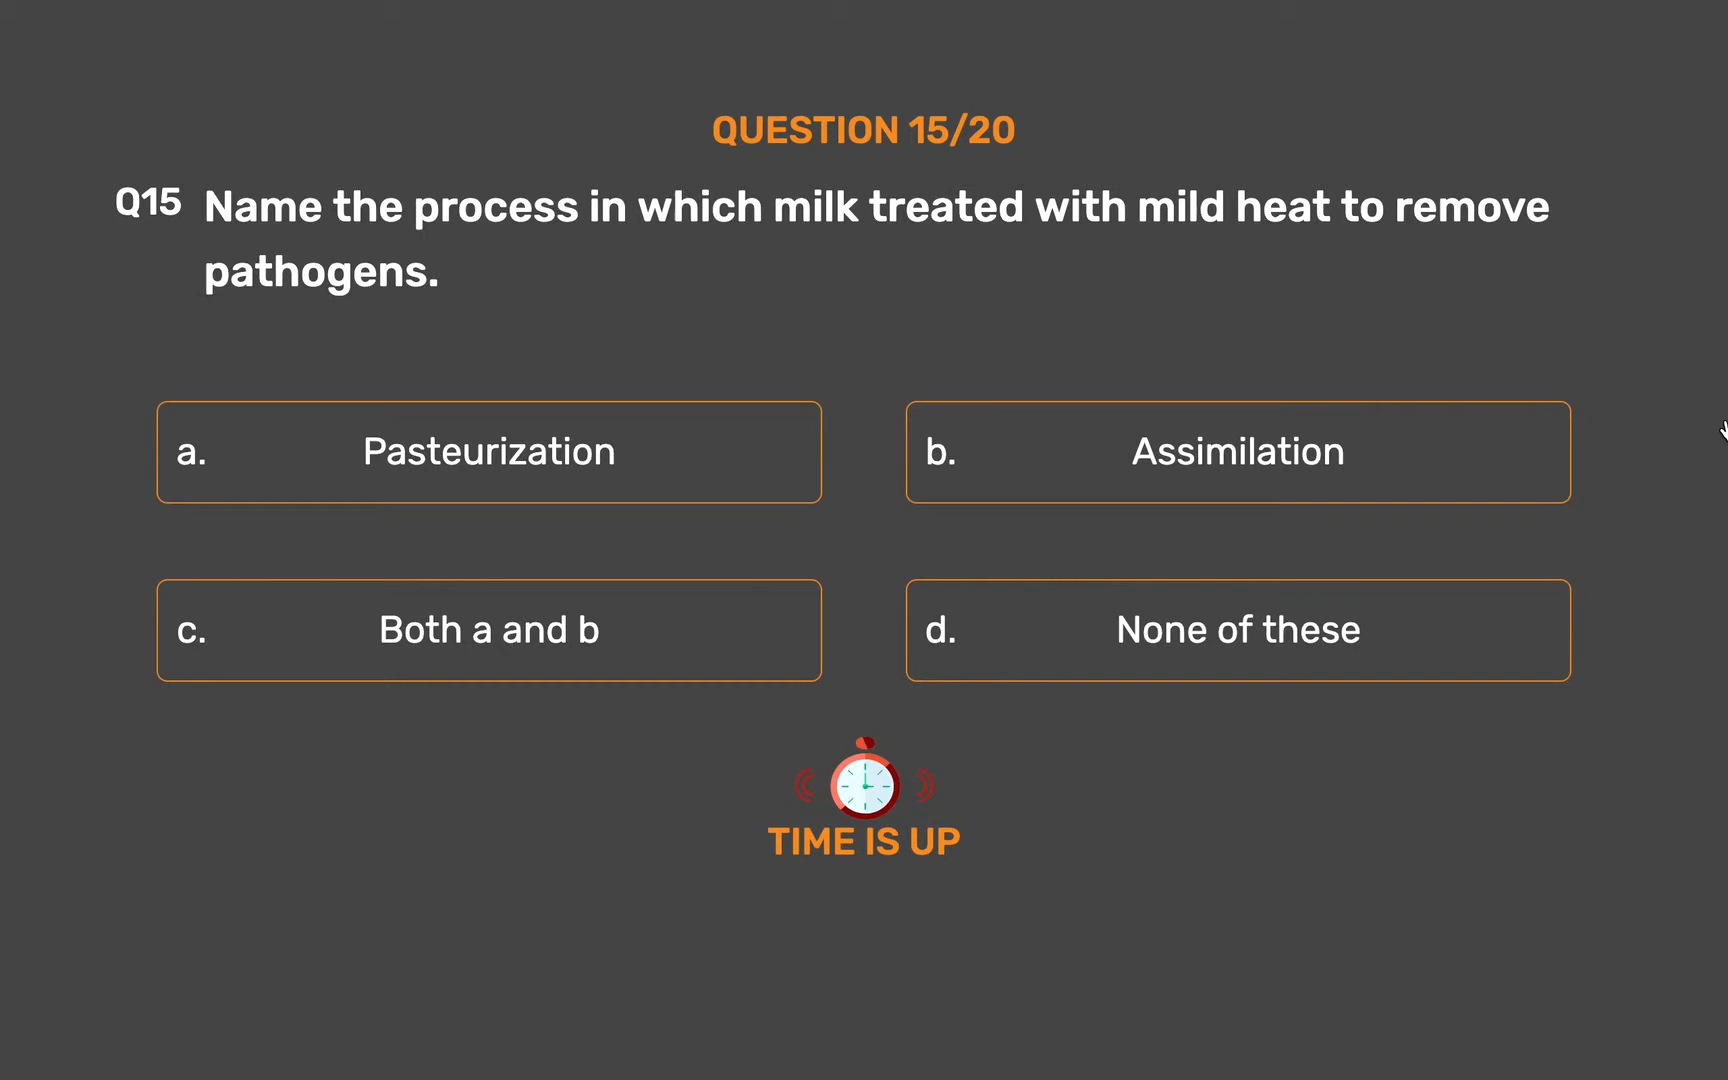 QUESTION 15/20
Q15 Name the process in which milk treated with mild heat to remove
pathogens.
a. Pasteurization
b. Assimilation
c. Both a and b
d. None of these
TIME IS UP